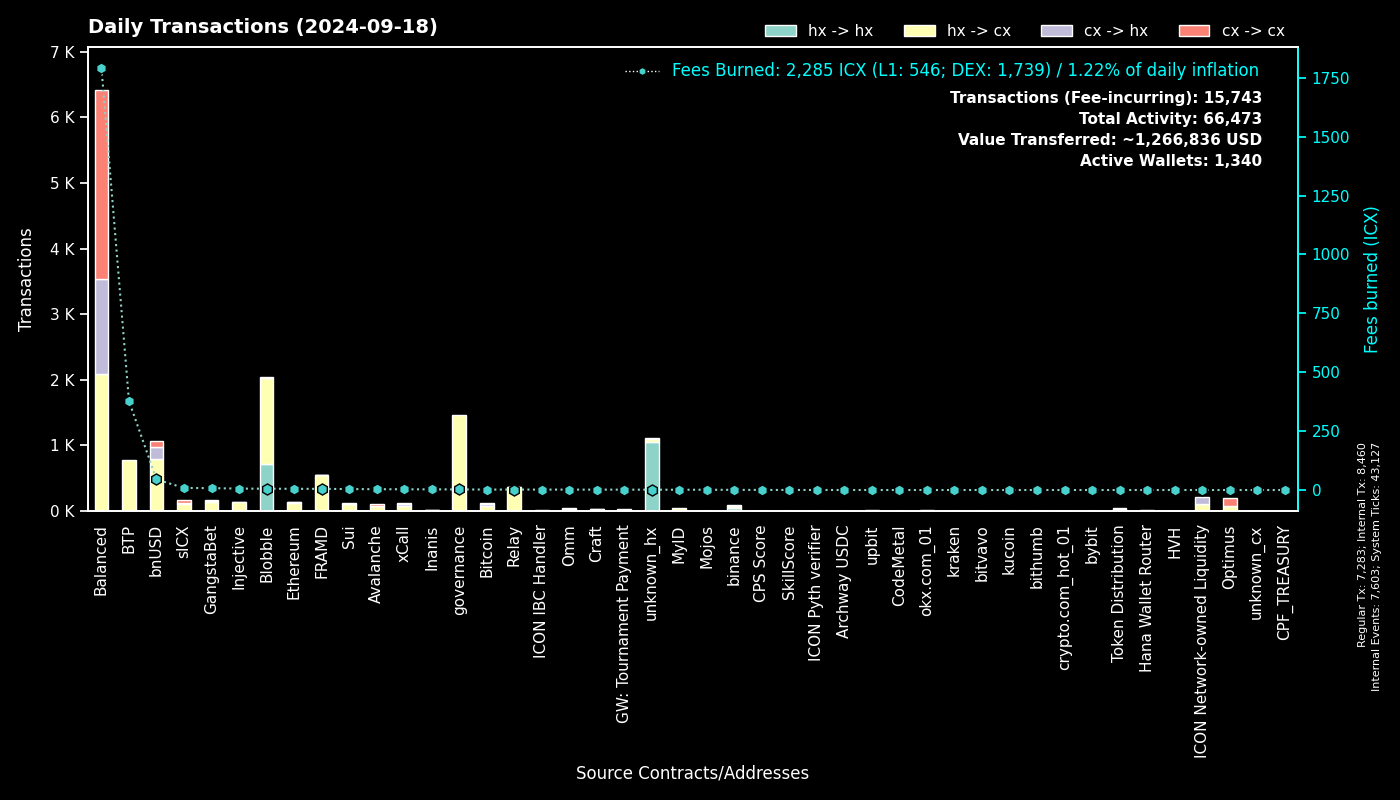 Daily Transactions (2024-09-18)
hx -> hx
hx -> cx
cx -> hx
cx -> cx
Fees Burned: 2,285 ICX (L1: 546; DEX: 1,739) / 1.22% of daily inflation
Transactions (Fee-incurring): 15,743
Total Activity: 66,473
Value Transferred: ~1,266,836 USD
Active Wallets: 1,340
Transactions
7 K
6 K
5 K
4 K
3 K
2 K
1 K
0 K
1750
1500
1250
1000
750
500
250
0
Fees burned (ICX)
Balanced
BTP
bnUSD
sICX
GangstaBet
Injective
Blobble
Ethereum
FRAMD
Sui
Avalanche
xCall
Inanis
governance
Bitcoin
Relay
ICON IBC Handler
Omm
Craft
GW: Tournament Payment
unknown_hx
MyID
Mojos
binance
CPS Score
SkillScore
ICON Pyth verifier
Archway USDC
upbit
CodeMetal
okx.com_01
kraken
bitvavo
kucoin
bithumb
crypto.com_hot_01
bybit
Token Distribution
Hana Wallet Router
HVH
ICON Network-owned Liquidity
Optimus
unknown_cx
CPF_TREASURY
Source Contracts/Addresses
Regular Tx: 7,283; Internal Tx: 8,460
Internal Events: 7,603; System Ticks: 43,127